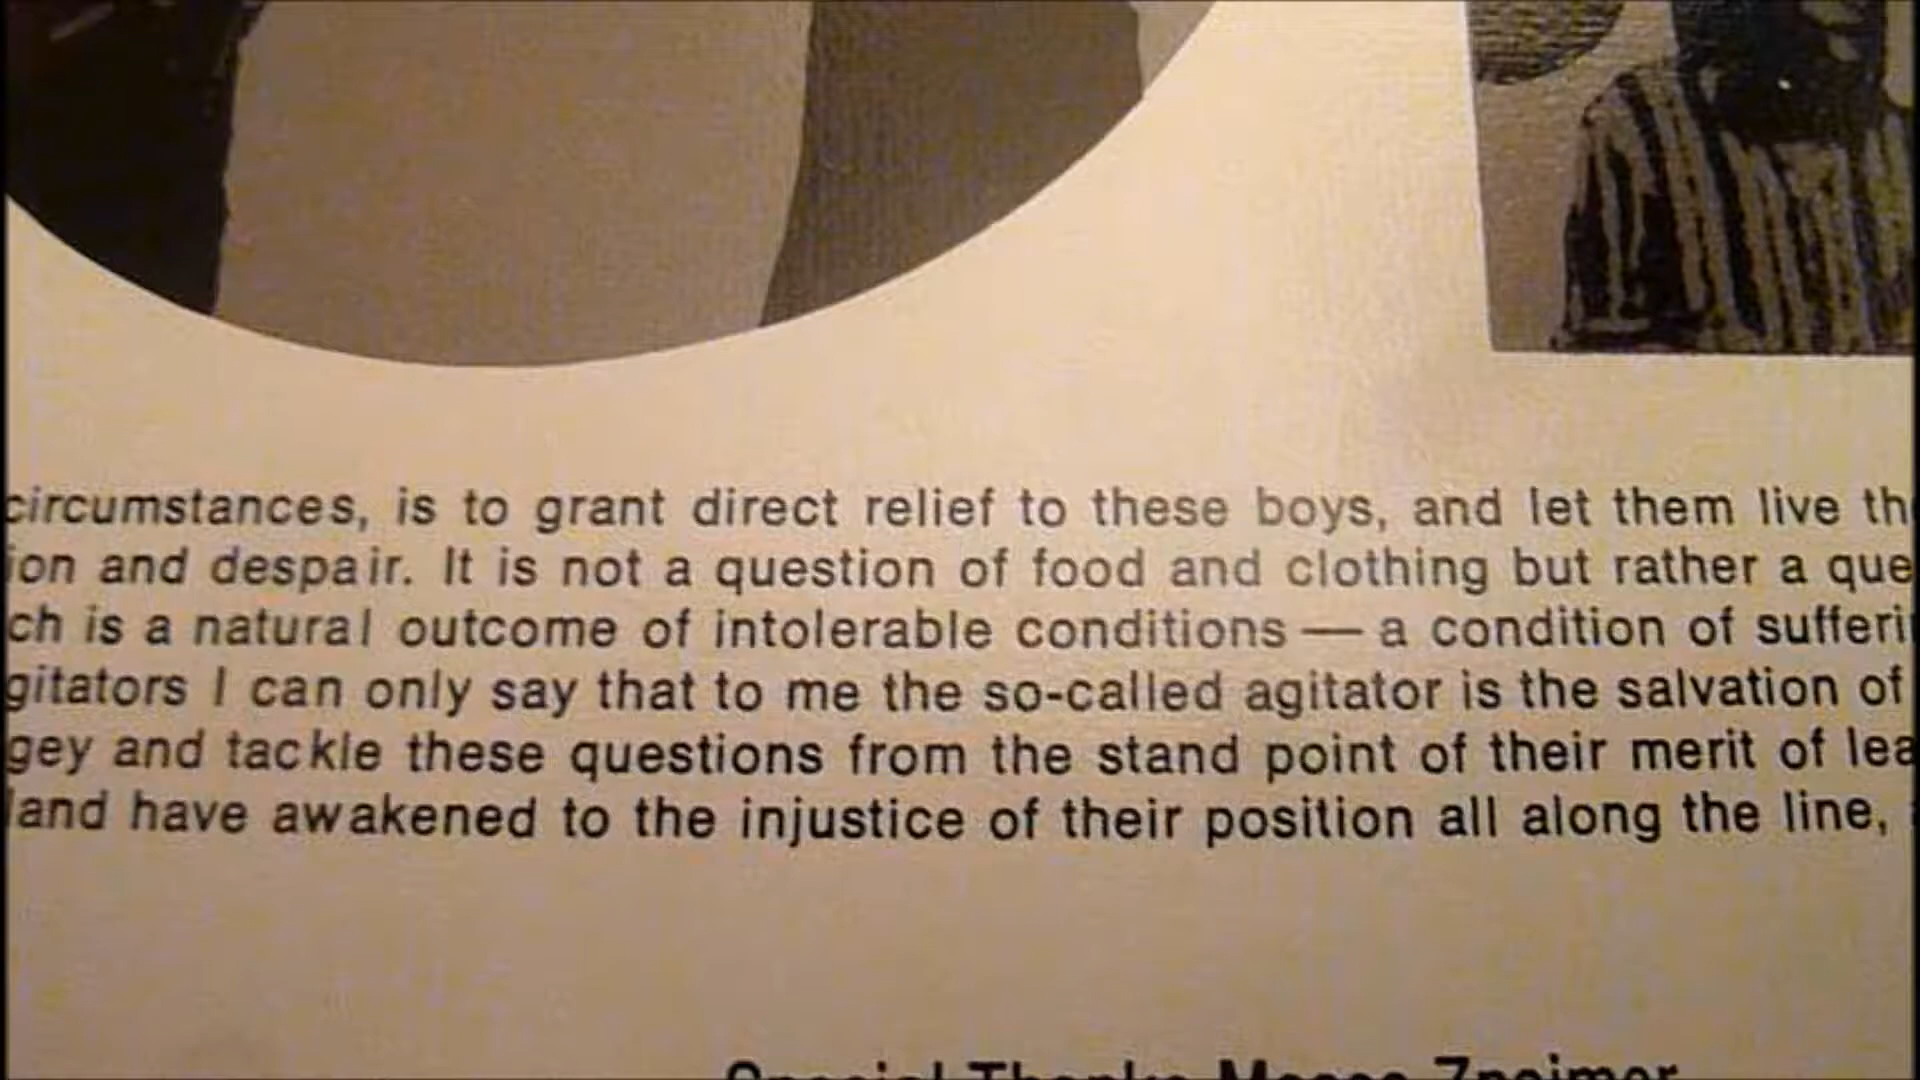 circumstances, is to grant direct relief to these boys, and let them live th
ion and despair. It is not a question of food and clothing but rather a que
ch is a natural outcome of intolerable conditions — a condition of sufferi
gitators I can only say that to me the so-called agitator is the salvation of
gey and tackle these questions from the stand point of their merit of lea
land have awakened to the injustice of their position all along the line,
Special Thanks Moses Znaimer